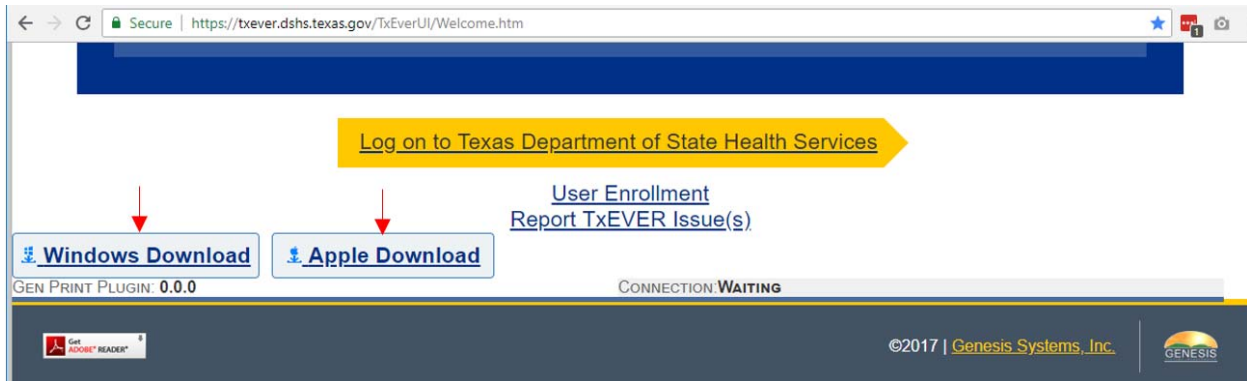 Secure | https://txever.dshs.texas.gov/TxEverUI/Welcome.htm
1
Log on to Texas Department of State Health Services
User Enrollment
Report TxEVER Issue(s)
Windows Download Apple Download
GEN PRINT PLUGIN: 0.0.0 CONNECTION:WAITING
Get
ADOBE® READER®
©2017 | Genesis Systems, Inc.
GENESIS